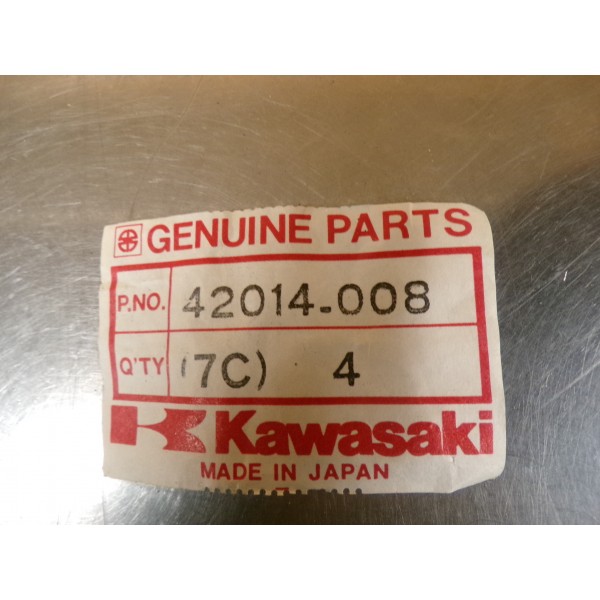 GENUINE PARTS
P.NO. 42014-008
Q'TY (7C) 4
Kawasaki
MADE IN JAPAN